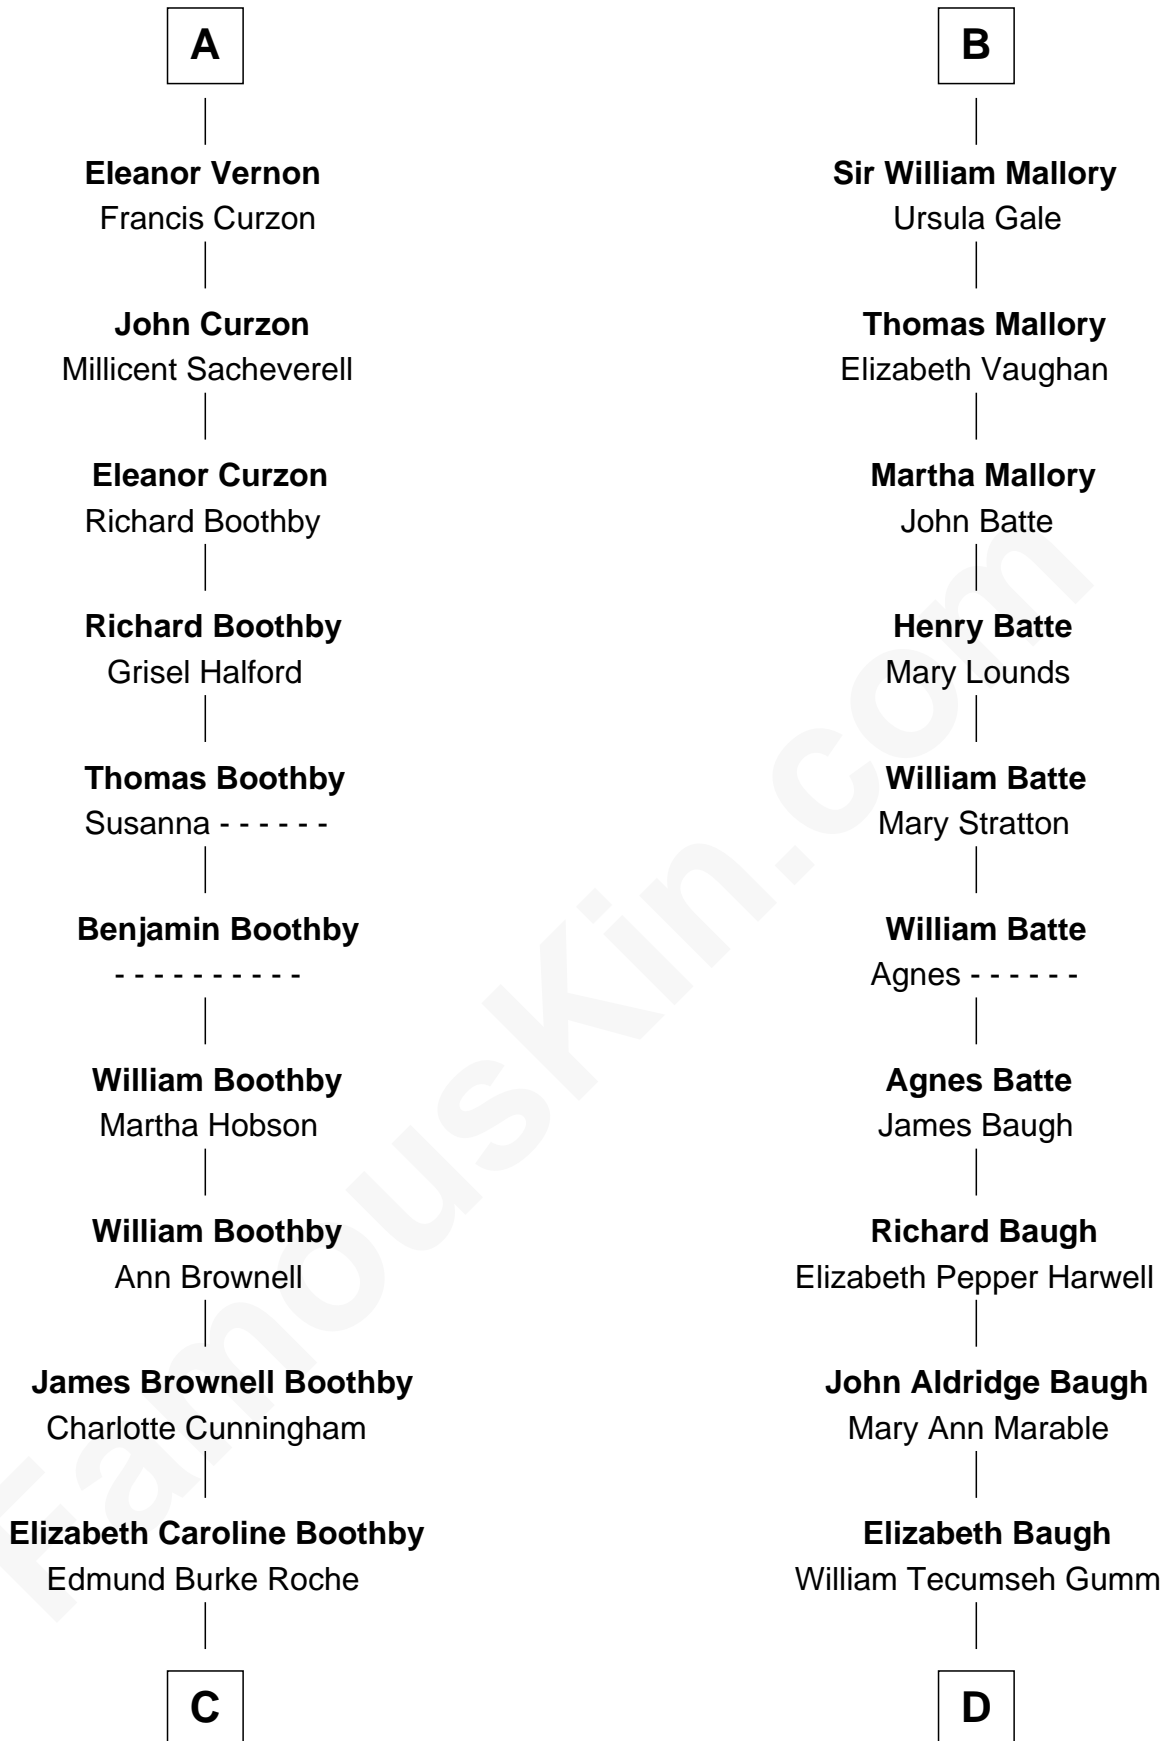 A
Eleanor Vernon
Francis Curzon
John Curzon
Millicent Sacheverell
Eleanor Curzon
Richard Boothby
Richard Boothby
Grisel Halford
Thomas Boothby
Susanna - - - - - -
Benjamin Boothby
- - - - - - - - - -
William Boothby
Martha Hobson
William Boothby
Ann Brownell
James Brownell Boothby
Charlotte Cunningham
Elizabeth Caroline Boothby
Edmund Burke Roche
C
B
Sir William Mallory
Ursula Gale
Thomas Mallory
Elizabeth Vaughan
Martha Mallory
John Batte
Henry Batte
Mary Lounds
William Batte
Mary Stratton
William Batte
Agnes - - - - - -
Agnes Batte
James Baugh
Richard Baugh
Elizabeth Pepper Harwell
John Aldridge Baugh
Mary Ann Marable
Elizabeth Baugh
William Tecumseh Gumm
D
FamousKin.com